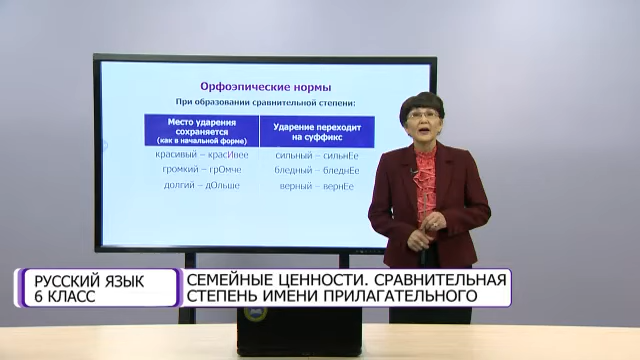 Орфоэпические нормы
При образовании сравнительной степени:
Место ударения сохраняется (как в начальной форме)
Ударение переходит на суффикс
красивый – красИвее
сильный – сильнЕе
громкий – грОмче
бледный – бледнЕе
долгий – дОльше
верный – вернЕе
РУССКИЙ ЯЗЫК
6 КЛАСС
СЕМЕЙНЫЕ ЦЕННОСТИ. СРАВНИТЕЛЬНАЯ
СТЕПЕНЬ ИМЕНИ ПРИЛАГАТЕЛЬНОГО